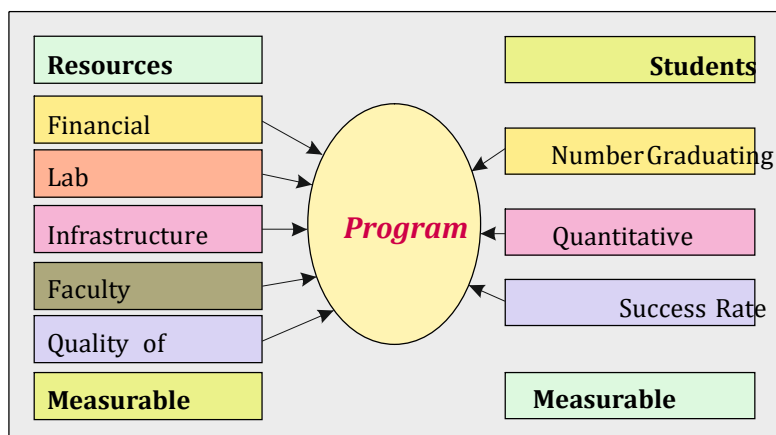 Resources
Financial
Lab
Infrastructure
Faculty
Quality of
Measurable
Program
Students
Number Graduating
Quantitative
Success Rate
Measurable